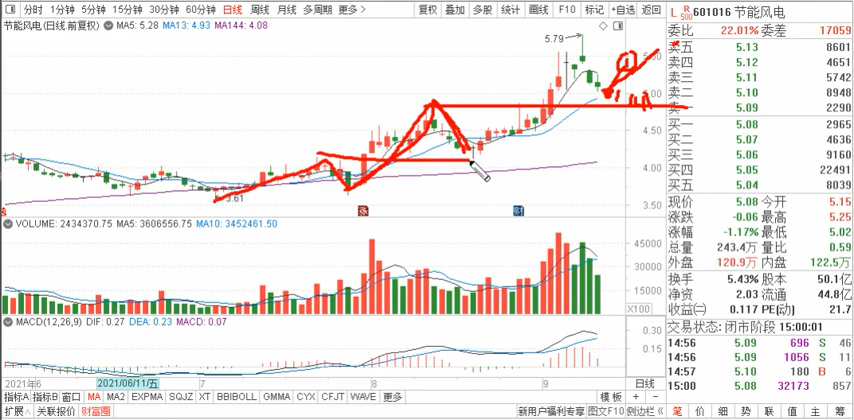 分时 1分钟 5分钟 15分钟 30分钟 60分钟 日线 周线 月线 多周期 更多 > 复权 叠加 多股 统计 画线 F10 标记 +自选 返回
节能风电(日线 前复权) MA5: 5.28 MA13: 4.93 MA144: 4.08
5.79
5.00
4.50
4.00
3.61
3.50
涨 财
VOLUME: 2434370.75 MA5: 3606556.75 MA10: 3452461.50
45000
30000
15000
X100
MACD(12,26,9) DIF: 0.27 DEA: 0.23 MACD: 0.07
0.30
0.15
2021年6 2021/06/11/五 7 8 9 日线
指标A 指标B 窗口 MA MA2 EXPMA SQJZ XT BBIBOLL GMMA CYX CFJT WAVE 更多 模板 + −
扩展∧ 关联报价 财富圈 新用户福利专享 图文F10 侧边栏
L R 500 601016 节能风电
委比 22.01% 委差 17059
卖五 5.13 8601
卖四 5.12 4651
卖三 5.11 5742
卖二 5.10 8948
卖一 5.09 2290
买一 5.08 2965
买二 5.07 4636
买三 5.06 9160
买四 5.05 22491
买五 5.04 8039
现价 5.08 今开 5.15
涨跌 -0.06 最高 5.25
涨幅 -1.17% 最低 5.02
总量 243.4万 量比 0.59
外盘 120.9万 内盘 122.5万
换手 5.43% 股本 50.1亿
净资 2.03 流通 44.8亿
收益㈡ 0.117 PE(动) 21.7
交易状态: 闭市阶段 15:00:01
14:56 5.09 696 S 46
14:56 5.09 1056 S 11
14:57 5.10 180 B 6
15:00 5.08 32173 857
笔 价 细 势 联 值 主 筹